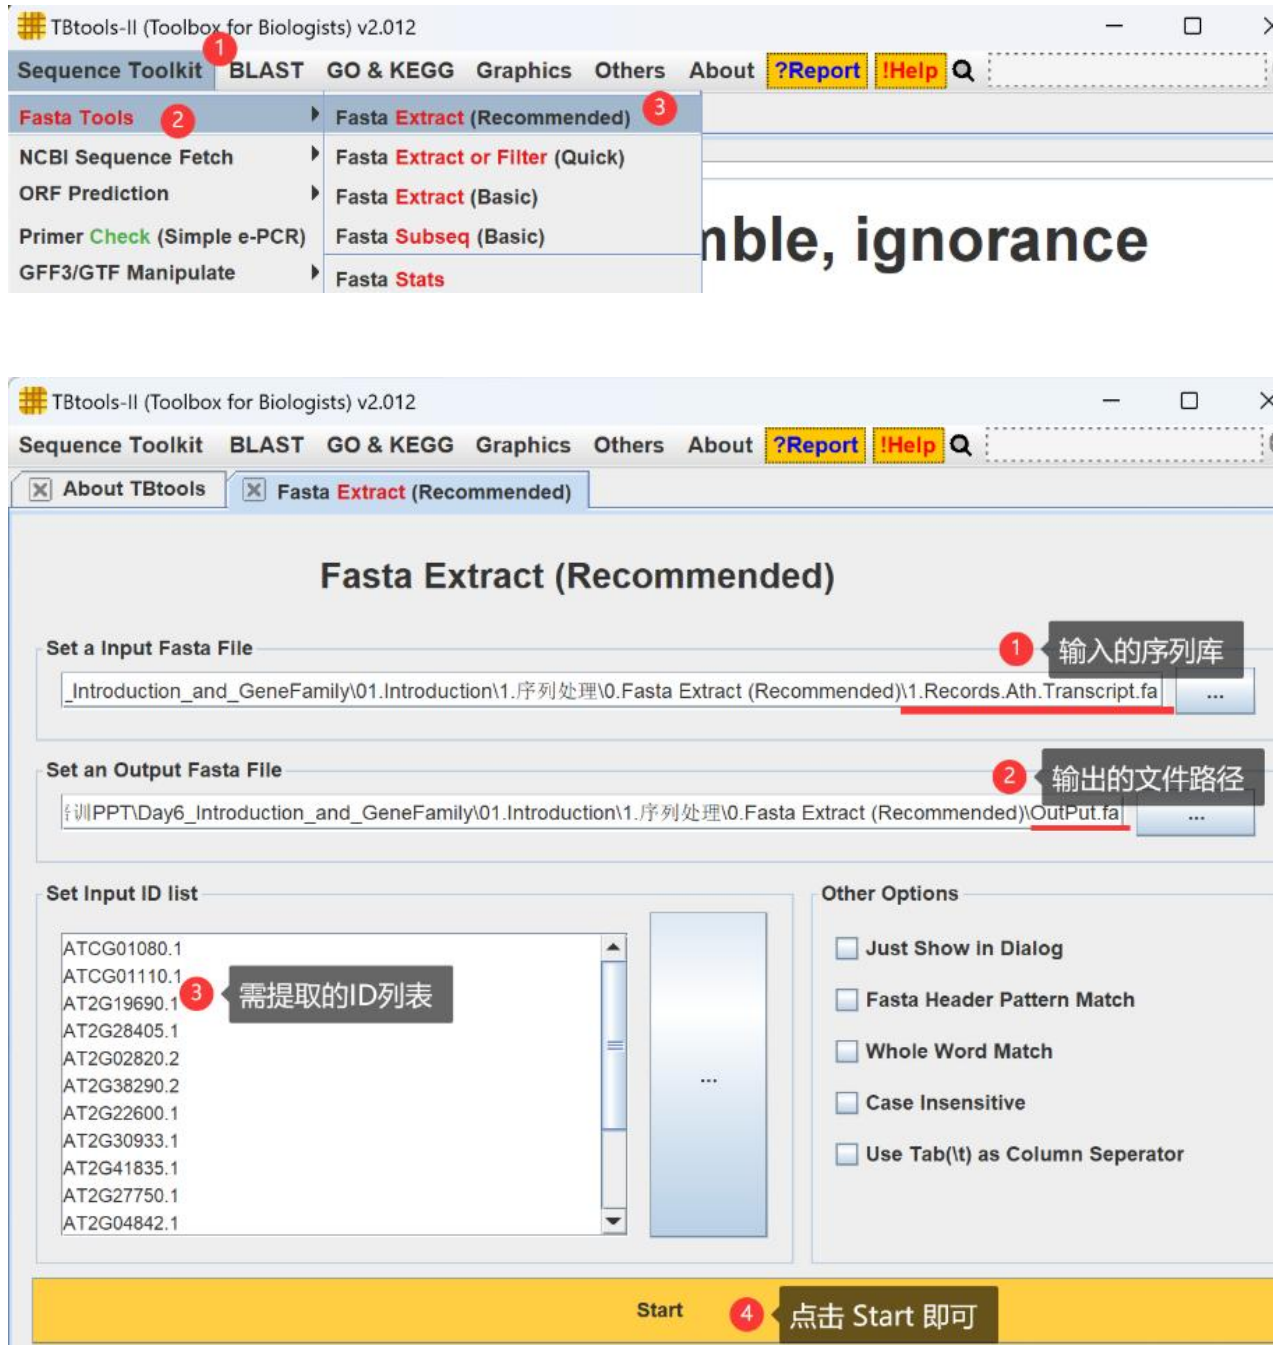 TBtools-II (Toolbox for Biologists) v2.012
1
Sequence Toolkit BLAST GO & KEGG Graphics Others About ?Report !Help
Fasta Tools 2 Fasta Extract (Recommended) 3
NCBI Sequence Fetch Fasta Extract or Filter (Quick)
ORF Prediction Fasta Extract (Basic)
Primer Check (Simple e-PCR) Fasta Subseq (Basic)
GFF3/GTF Manipulate Fasta Stats
mble, ignorance
TBtools-II (Toolbox for Biologists) v2.012
Sequence Toolkit BLAST GO & KEGG Graphics Others About ?Report !Help
About TBtools Fasta Extract (Recommended)
Fasta Extract (Recommended)
Set a Input Fasta File 1 输入的序列库
_Introduction_and_GeneFamily\01.Introduction\1.序列处理\0.Fasta Extract (Recommended)\1.Records.Ath.Transcript.fa ...
Set an Output Fasta File 2 输出的文件路径
训PPT\Day6_Introduction_and_GeneFamily\01.Introduction\1.序列处理\0.Fasta Extract (Recommended)\OutPut.fa ...
Set Input ID list
ATCG01080.1
ATCG01110.1
AT2G19690.1
3 需提取的ID列表
AT2G28405.1
AT2G02820.2
AT2G38290.2
AT2G22600.1
AT2G30933.1
AT2G41835.1
AT2G27750.1
AT2G04842.1
...
Other Options
Just Show in Dialog
Fasta Header Pattern Match
Whole Word Match
Case Insensitive
Use Tab(\t) as Column Seperator
Start 4 点击 Start 即可